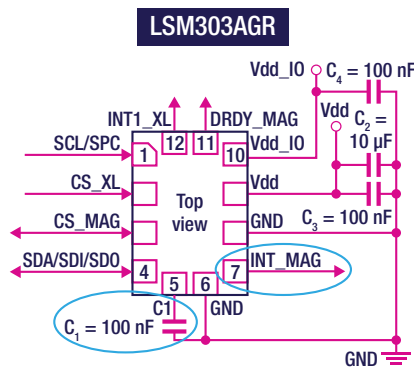 LSM303AGR
Vdd_IO
C4 = 100 nF
INT1_XL
DRDY_MAG
Vdd
C2 =
10 µF
SCL/SPC
1
12
11
10
Vdd_IO
CS_XL
Top
view
Vdd
CS_MAG
GND
C3 = 100 nF
SDA/SDI/SDO
4
5
6
7
INT_MAG
C1
GND
C1 = 100 nF
GND